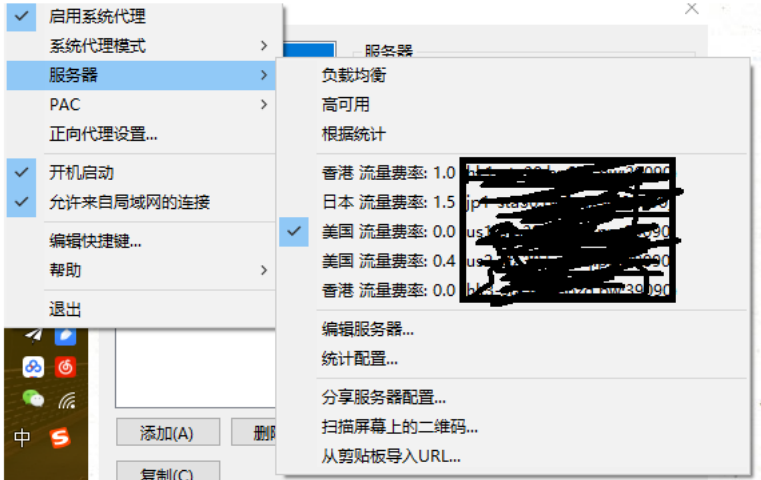 启用系统代理
系统代理模式
服务器
PAC
正向代理设置...
开机启动
允许来自局域网的连接
编辑快捷键...
帮助
退出
服务器
负载均衡
高可用
根据统计
香港 流量费率: 1.0
日本 流量费率: 1.5
美国 流量费率: 0.0
美国 流量费率: 0.4
香港 流量费率: 0.0
编辑服务器...
统计配置...
分享服务器配置...
扫描屏幕上的二维码...
从剪贴板导入URL...
中
添加(A)
复制(C)